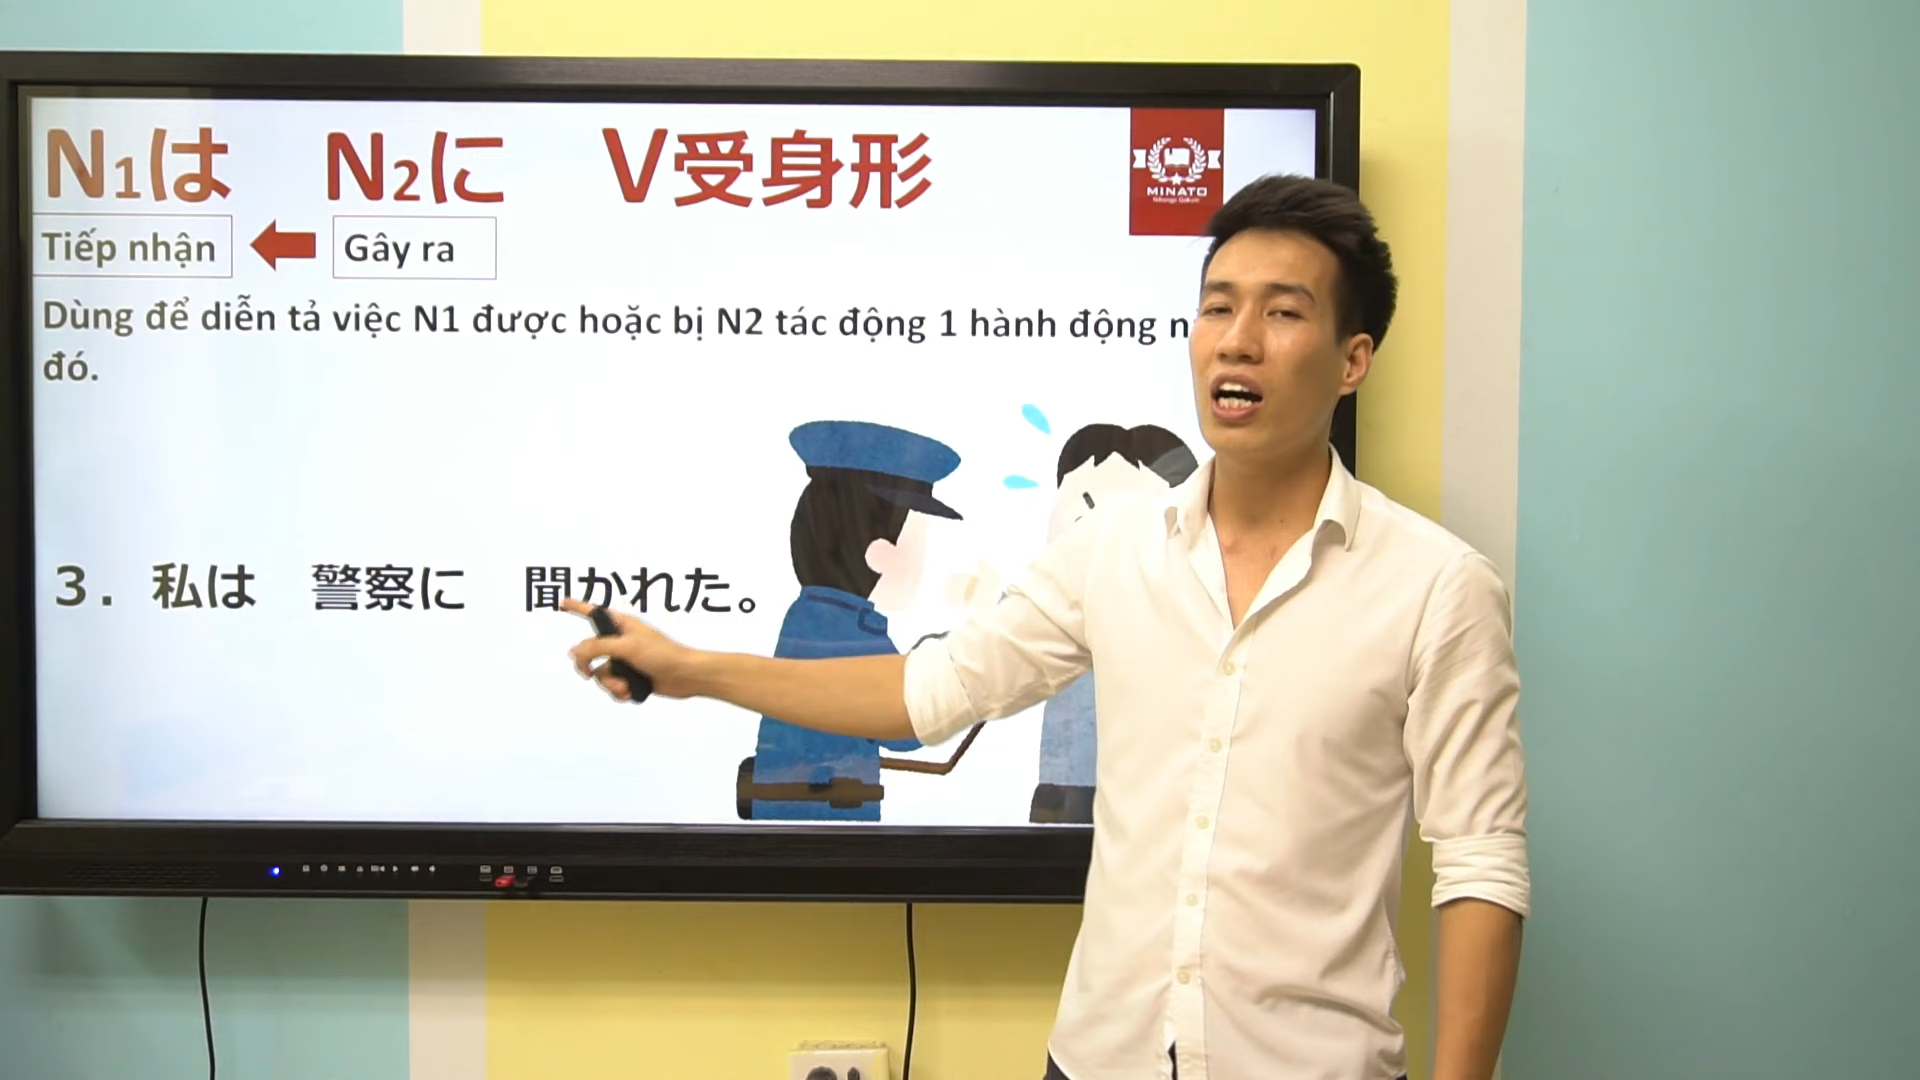 N1は N2に V受身形
MINATO
Nihongo Gakuin
Tiếp nhận
Gây ra
Dùng để diễn tả việc N1 được hoặc bị N2 tác động 1 hành động
đó.
3. 私は 警察に 聞かれた。